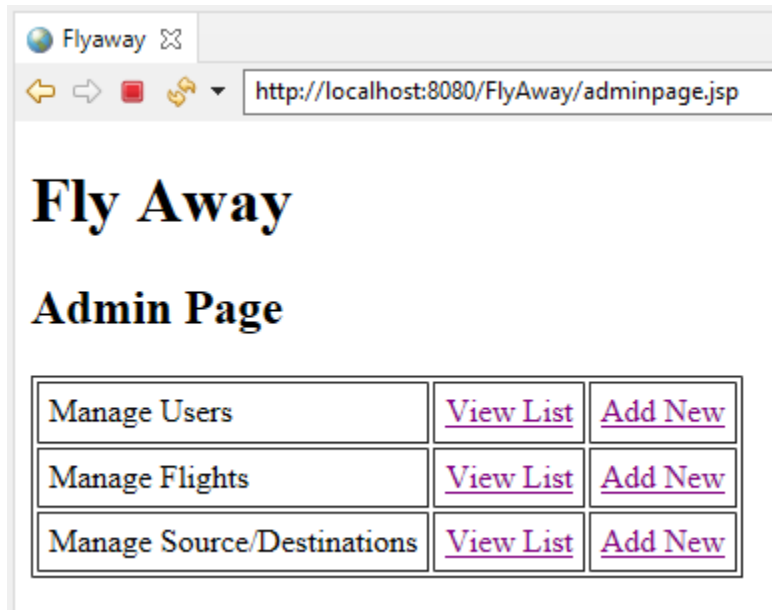 Flyaway
http://localhost:8080/FlyAway/adminpage.jsp
Fly Away
Admin Page
Manage Users View List Add New
Manage Flights View List Add New
Manage Source/Destinations View List Add New